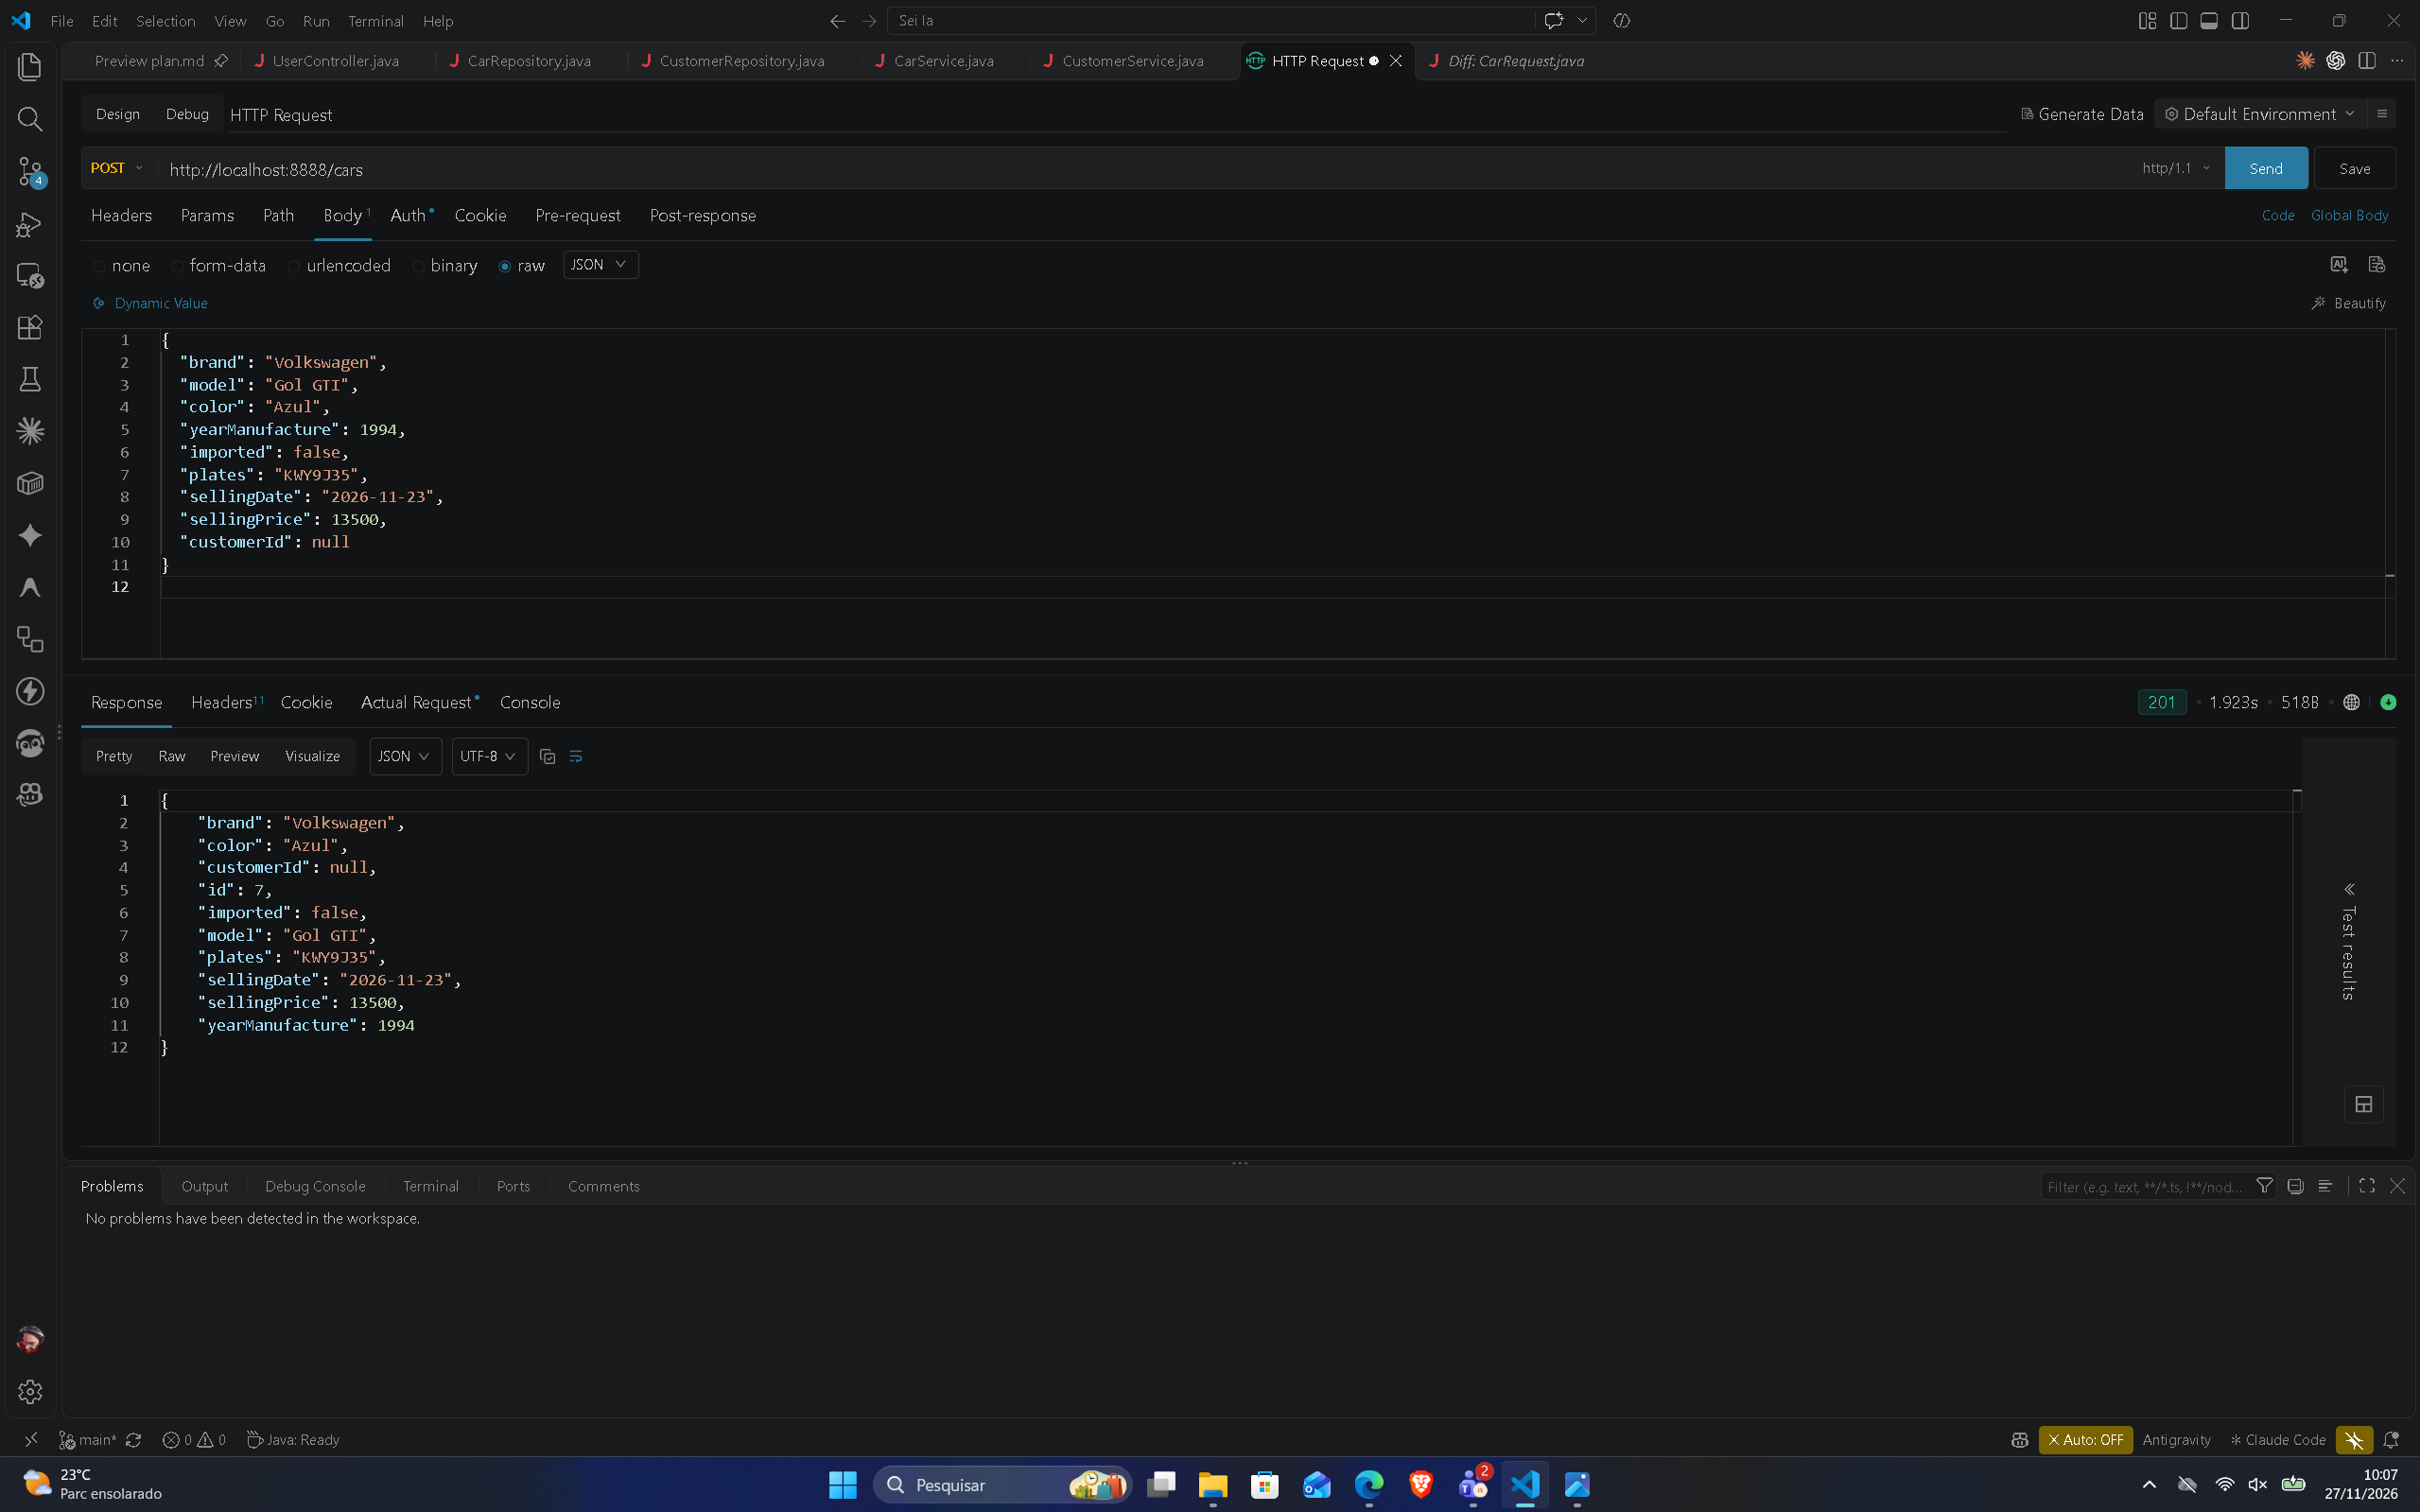 File Edit Selection View Go Run Terminal Help
Sei la
Preview plan.md UserController.java CarRepository.java CustomerRepository.java CarService.java CustomerService.java HTTP HTTP Request Diff: CarRequest.java
Design Debug HTTP Request Generate Data Default Environment
POST http://localhost:8888/cars http/1.1 Send Save
Headers Params Path Body 1 Auth Cookie Pre-request Post-response Code Global Body
none form-data urlencoded binary raw JSON AI
Dynamic Value Beautify
1 {
2 "brand": "Volkswagen",
3 "model": "Gol GTI",
4 "color": "Azul",
5 "yearManufacture": 1994,
6 "imported": false,
7 "plates": "KWY9J35",
8 "sellingDate": "2026-11-23",
9 "sellingPrice": 13500,
10 "customerId": null
11 }
12
Response Headers 11 Cookie Actual Request Console 201 1.923s 518B
Pretty Raw Preview Visualize JSON UTF-8
1 {
2 "brand": "Volkswagen",
3 "color": "Azul",
4 "customerId": null,
5 "id": 7,
6 "imported": false,
7 "model": "Gol GTI",
8 "plates": "KWY9J35",
9 "sellingDate": "2026-11-23",
10 "sellingPrice": 13500,
11 "yearManufacture": 1994
12 }
Test results
4
Problems Output Debug Console Terminal Ports Comments Filter (e.g. text, **/*.ts, !**/nod...
No problems have been detected in the workspace.
main* 0 0 Java: Ready Auto: OFF Antigravity Claude Code
23°C
Parc ensolarado
Pesquisar
2
10:07
27/11/2026